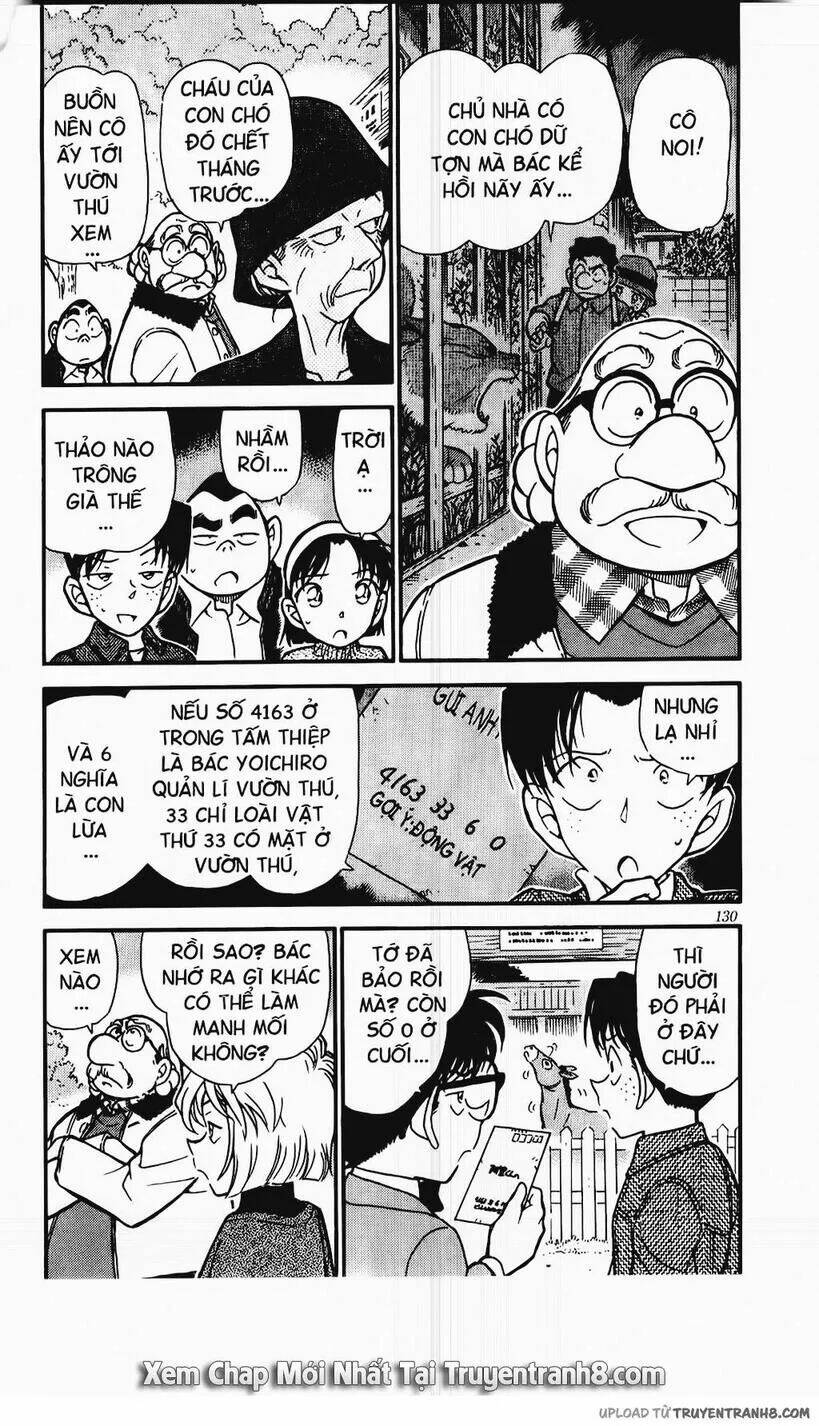 CÔ
NOI!
CHỦ NHÀ CÓ
CON CHÓ DỮ
TỢN MÀ BÁC KỂ
HỒI NÃY ẤY...
CHÁU CỦA
CON CHÓ
ĐÓ CHẾT
THÁNG
TRƯỚC...
BUỒN
NÊN CÔ
ẤY TỚI
VƯỜN
THÚ
XEM
...
TRỜI
Ạ
...
NHẦM
RỒI...
THẢO NÀO
TRÔNG
GIÀ THẾ
...
NHƯNG
LẠ NHỈ
...
GỬI ANH,
4163 33 6 0
GỢI Ý: ĐỘNG VẬT
NẾU SỐ 4163 Ở
TRONG TẤM THIỆP
LÀ BÁC YOICHIRO
QUẢN LÍ VƯỜN THÚ,
33 CHỈ LOÀI VẬT
THỨ 33 CÓ MẶT Ở
VƯỜN THÚ,
VÀ 6
NGHĨA
LÀ CON
LỪA
...
130
THÌ
NGƯỜI
ĐÓ PHẢI
Ở ĐÂY
CHỨ...
TỚ ĐÃ
BẢO RỒI
MÀ? CÒN
SỐ 0 Ở
CUỐI...
RỒI SAO? BÁC
NHỚ RA GÌ KHÁC
CÓ THỂ LÀM
MANH MỐI
KHÔNG?
XEM
NÀO
...
Xem Chap Mới Nhất Tại Truyentranh8.com
UPLOAD TỪ TRUYENTRANH8.COM